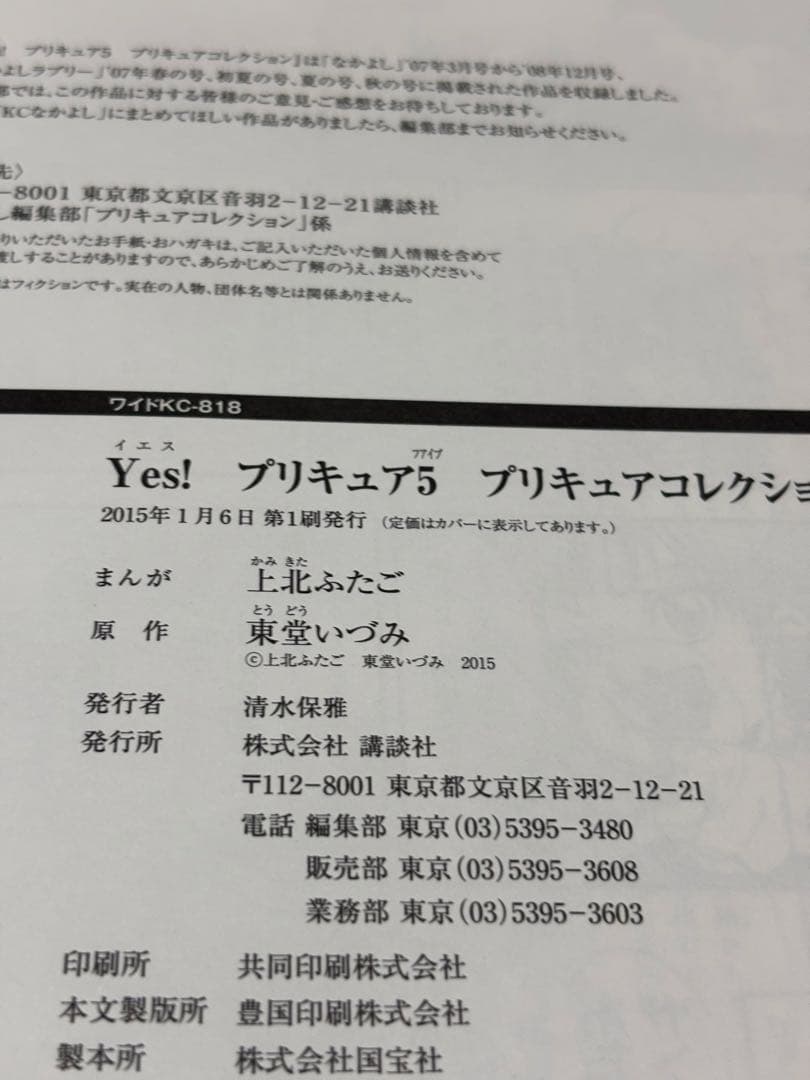 プリキュア5　プリキュアコレクション』は「なかよし」'07年3月号から'08年12月号、
よしラブリー」'07年春の号、初夏の号、夏の号、秋の号に掲載された作品を収録しました。
では、この作品に対する皆様のご意見・ご感想をお待ちしております。
「KCなかよし」にまとめてほしい作品がありましたら、編集部までお知らせください。
先〉
-8001 東京都文京区音羽2-12-21講談社
し編集部「プリキュアコレクション」係
りいただいたお手紙・おハガキは、ご記入いただいた個人情報を含めて
渡しすることがありますので、あらかじめご了解のうえ、お送りください。
はフィクションです。実在の人物、団体名等とは関係ありません。
ワイドKC-818
イエス　ファイブ
Yes!　プリキュア5　プリキュアコレクショ
2015年1月6日 第1刷発行 （定価はカバーに表示してあります。）
かみ きた
まんが　上北ふたご
とう どう
原　作　東堂いづみ
©上北ふたご　東堂いづみ　2015
発行者　清水保雅
発行所　株式会社 講談社
〒112-8001 東京都文京区音羽2-12-21
電話 編集部 東京(03)5395-3480
販売部 東京(03)5395-3608
業務部 東京(03)5395-3603
印刷所　共同印刷株式会社
本文製版所　豊国印刷株式会社
製本所　株式会社国宝社